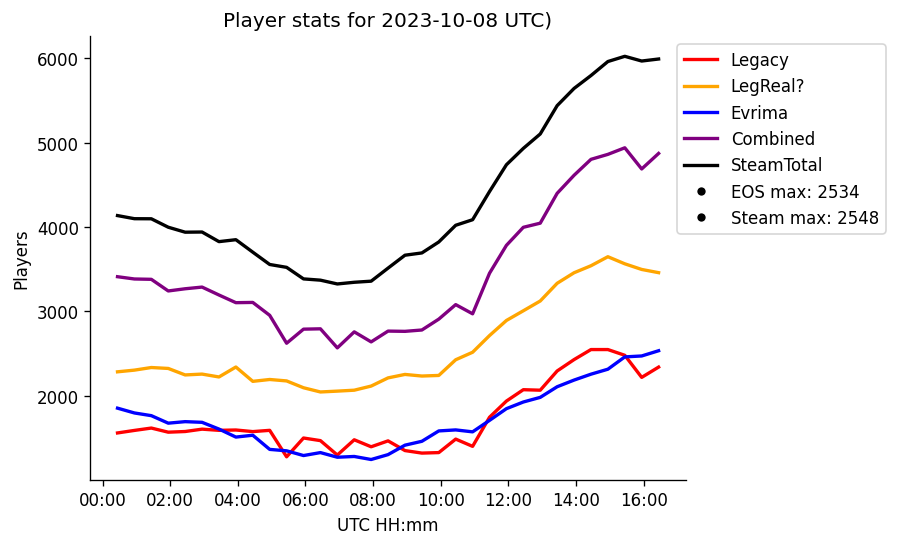 Player stats for 2023-10-08 UTC)
6000
5000
4000
3000
2000
Players
00:00 02:00 04:00 06:00 08:00 10:00 12:00 14:00 16:00
UTC HH:mm
Legacy
LegReal?
Evrima
Combined
SteamTotal
EOS max: 2534
Steam max: 2548